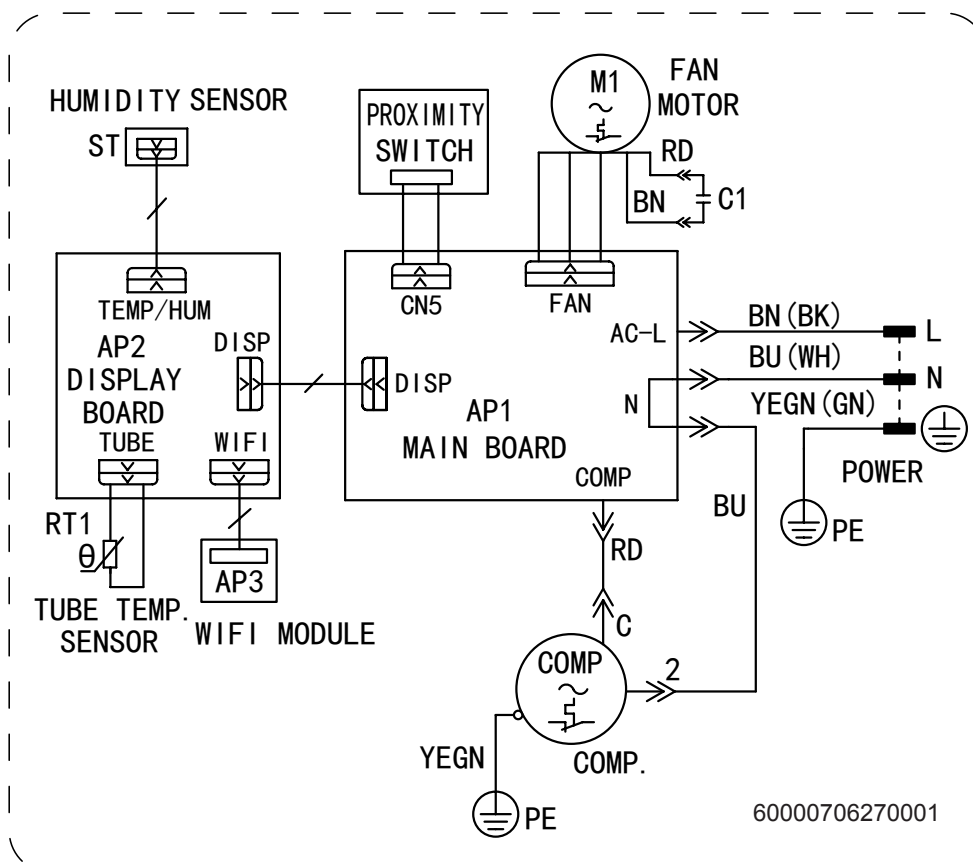 HUMIDITY SENSOR
ST
PROXIMITY
SWITCH
M1
FAN
MOTOR
RD
BN
C1
TEMP/HUM
AP2
DISPLAY
BOARD
DISP
TUBE
WIFI
CN5
FAN
DISP
AP1
MAIN BOARD
AC-L
N
COMP
BN(BK)
L
BU(WH)
N
YEGN(GN)
POWER
PE
BU
RT1
θ
TUBE TEMP.
SENSOR
AP3
WIFI MODULE
RD
C
COMP
2
COMP.
YEGN
PE
60000706270001